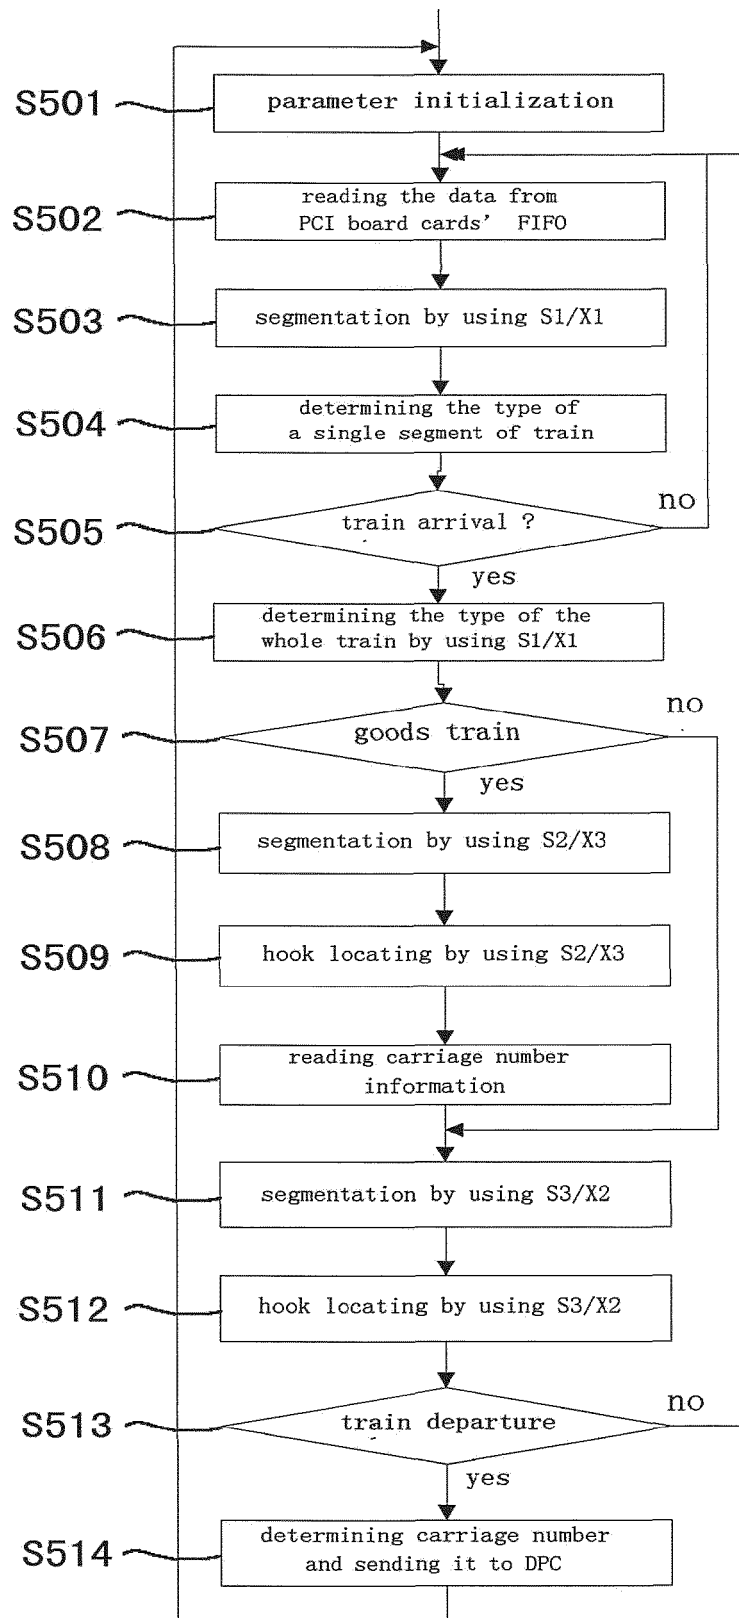 S501
parameter initialization
S502
reading the data from
PCI board cards' FIFO
S503
segmentation by using S1/X1
S504
determining the type of
a single segment of train
S505
train arrival ?
no
yes
S506
determining the type of the
whole train by using S1/X1
S507
goods train
no
yes
S508
segmentation by using S2/X3
S509
hook locating by using S2/X3
S510
reading carriage number
information
S511
segmentation by using S3/X2
S512
hook locating by using S3/X2
S513
train departure
no
yes
S514
determining carriage number
and sending it to DPC